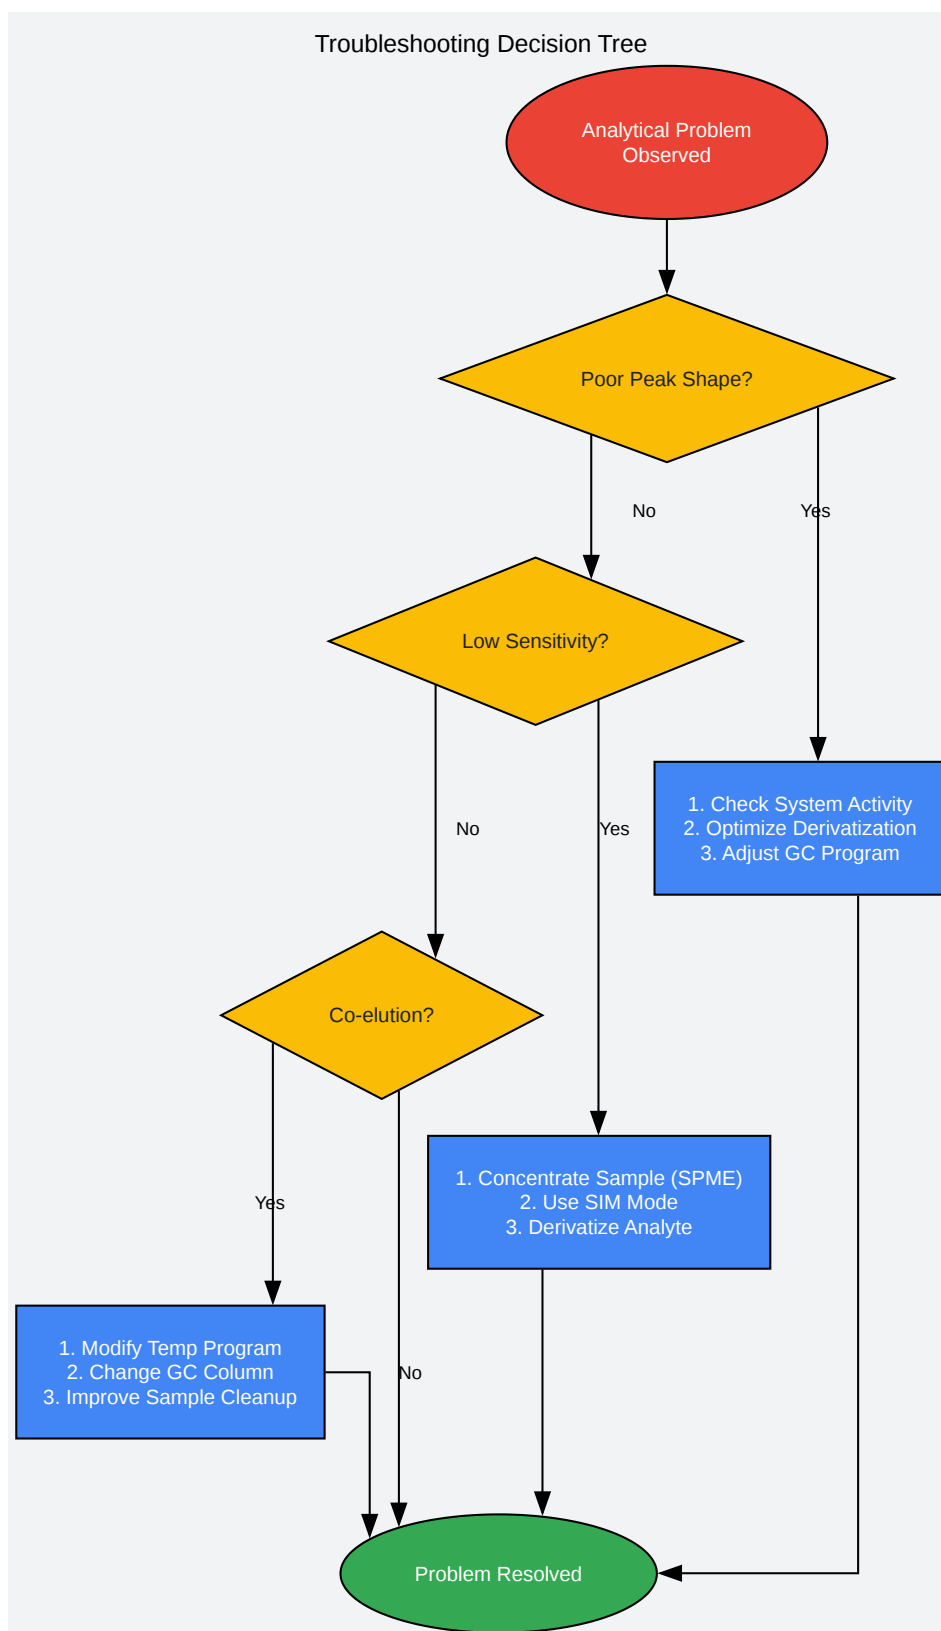 Troubleshooting Decision Tree
Analytical Problem
Observed
Poor Peak Shape?
No
Yes
Low Sensitivity?
1. Check System Activity
2. Optimize Derivatization
3. Adjust GC Program
No
Yes
Co-elution?
1. Concentrate Sample (SPME)
2. Use SIM Mode
3. Derivatize Analyte
Yes
1. Modify Temp Program
2. Change GC Column
3. Improve Sample Cleanup
No
Problem Resolved